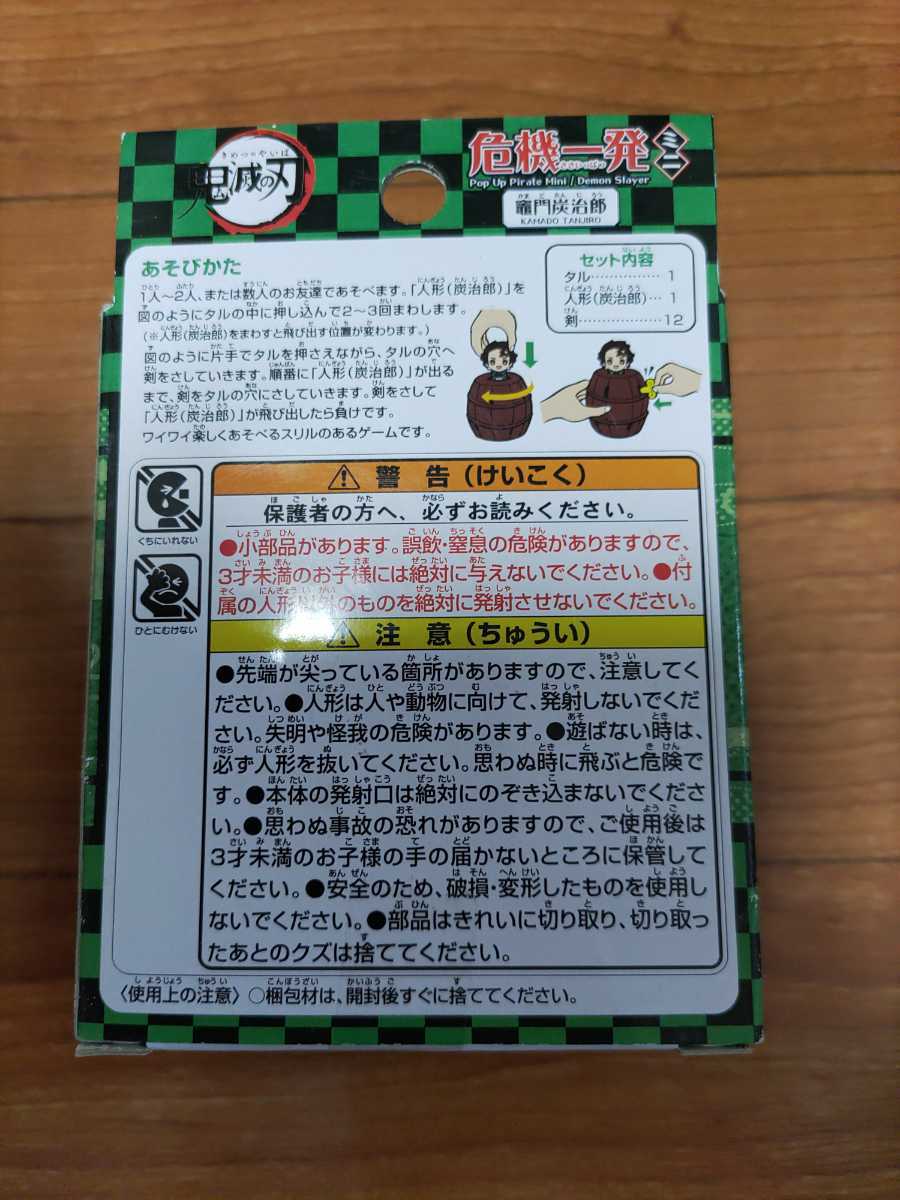 きめつのやいば
鬼滅の刃
危機一発ミニ
Pop Up Pirate Mini / Demon Slayer
竈門炭治郎
KAMADO TANJIRO
あそびかた
1人～2人、または数人のお友達であそべます。「人形(炭治郎)」を
図のようにタルの中に押し込んで2～3回まわします。
(※人形(炭治郎)をまわすと飛び出す位置が変わります。)
図のように片手でタルを押さえながら、タルの穴へ
剣をさしていきます。順番に「人形(炭治郎)」が出る
まで、剣をタルの穴にさしていきます。剣をさして
「人形(炭治郎)」が飛び出したら負けです。
ワイワイ楽しくあそべるスリルのあるゲームです。
セット内容
タル…………… 1
人形(炭治郎)… 1
剣………………12
くちにいれない
ひとにむけない
⚠ 警 告(けいこく)
保護者の方へ、必ずお読みください。
●小部品があります。誤飲・窒息の危険がありますので、
3才未満のお子様には絶対に与えないでください。●付
属の人形以外のものを絶対に発射させないでください。
⚠ 注 意(ちゅうい)
●先端が尖っている箇所がありますので、注意してく
ださい。●人形は人や動物に向けて、発射しないでくだ
さい。失明や怪我の危険があります。●遊ばない時は、
必ず人形を抜いてください。思わぬ時に飛ぶと危険で
す。●本体の発射口は絶対にのぞき込まないでくださ
い。●思わぬ事故の恐れがありますので、ご使用後は
3才未満のお子様の手の届かないところに保管して
ください。●安全のため、破損・変形したものを使用し
ないでください。●部品はきれいに切り取り、切り取っ
たあとのクズは捨ててください。
〈使用上の注意〉○梱包材は、開封後すぐに捨ててください。